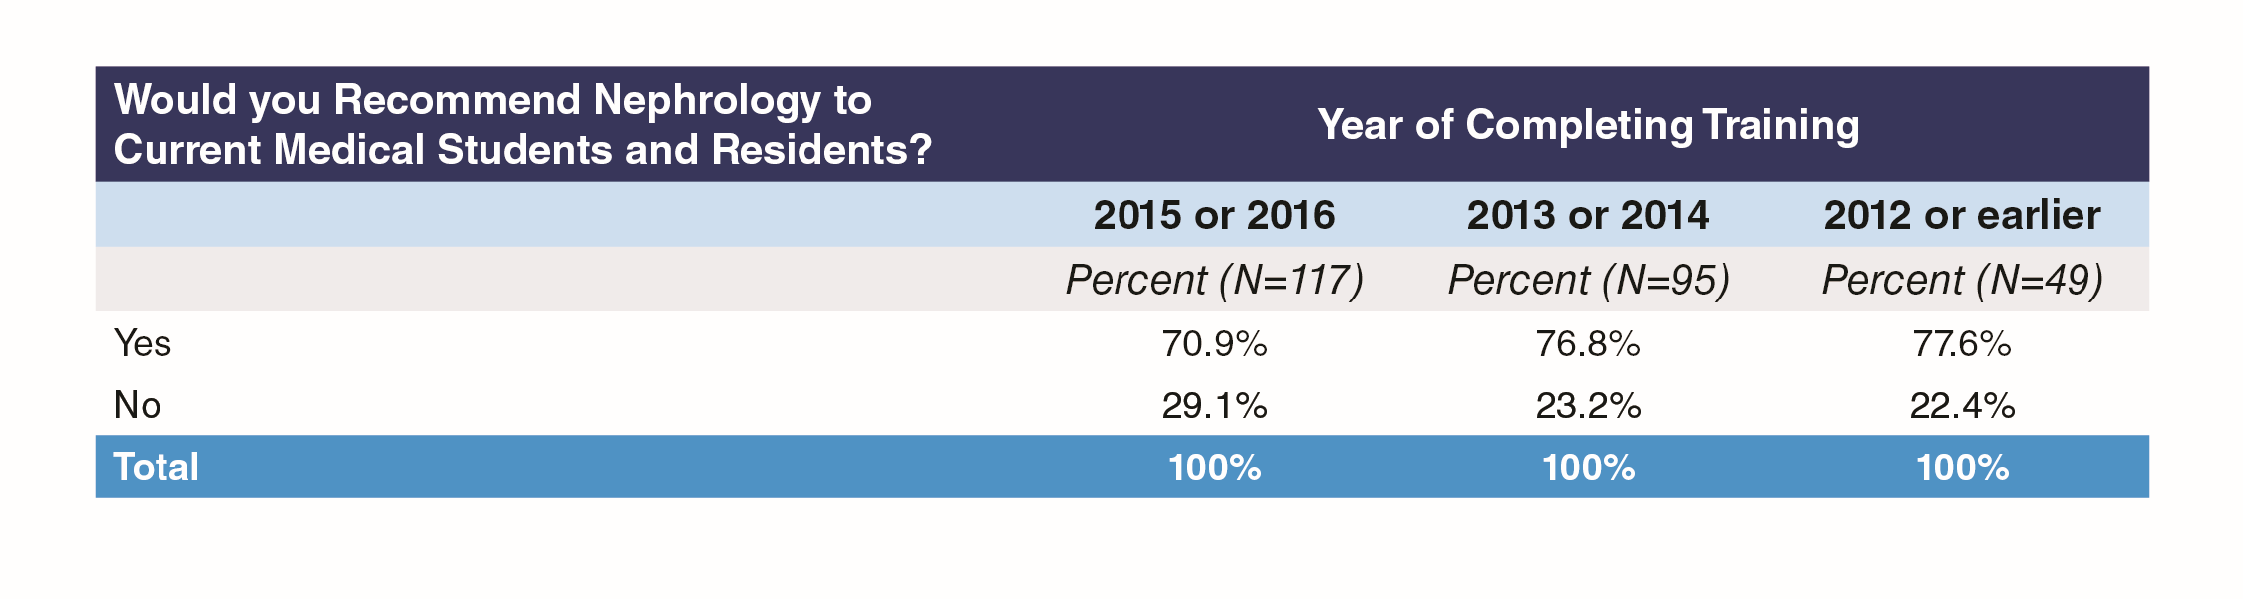 Would you Recommend Nephrology to
Current Medical Students and Residents?
Year of Completing Training
2015 or 2016 2013 or 2014 2012 or earlier
Percent (N=117) Percent (N=95) Percent (N=49)
Yes 70.9% 76.8% 77.6%
No 29.1% 23.2% 22.4%
Total 100% 100% 100%